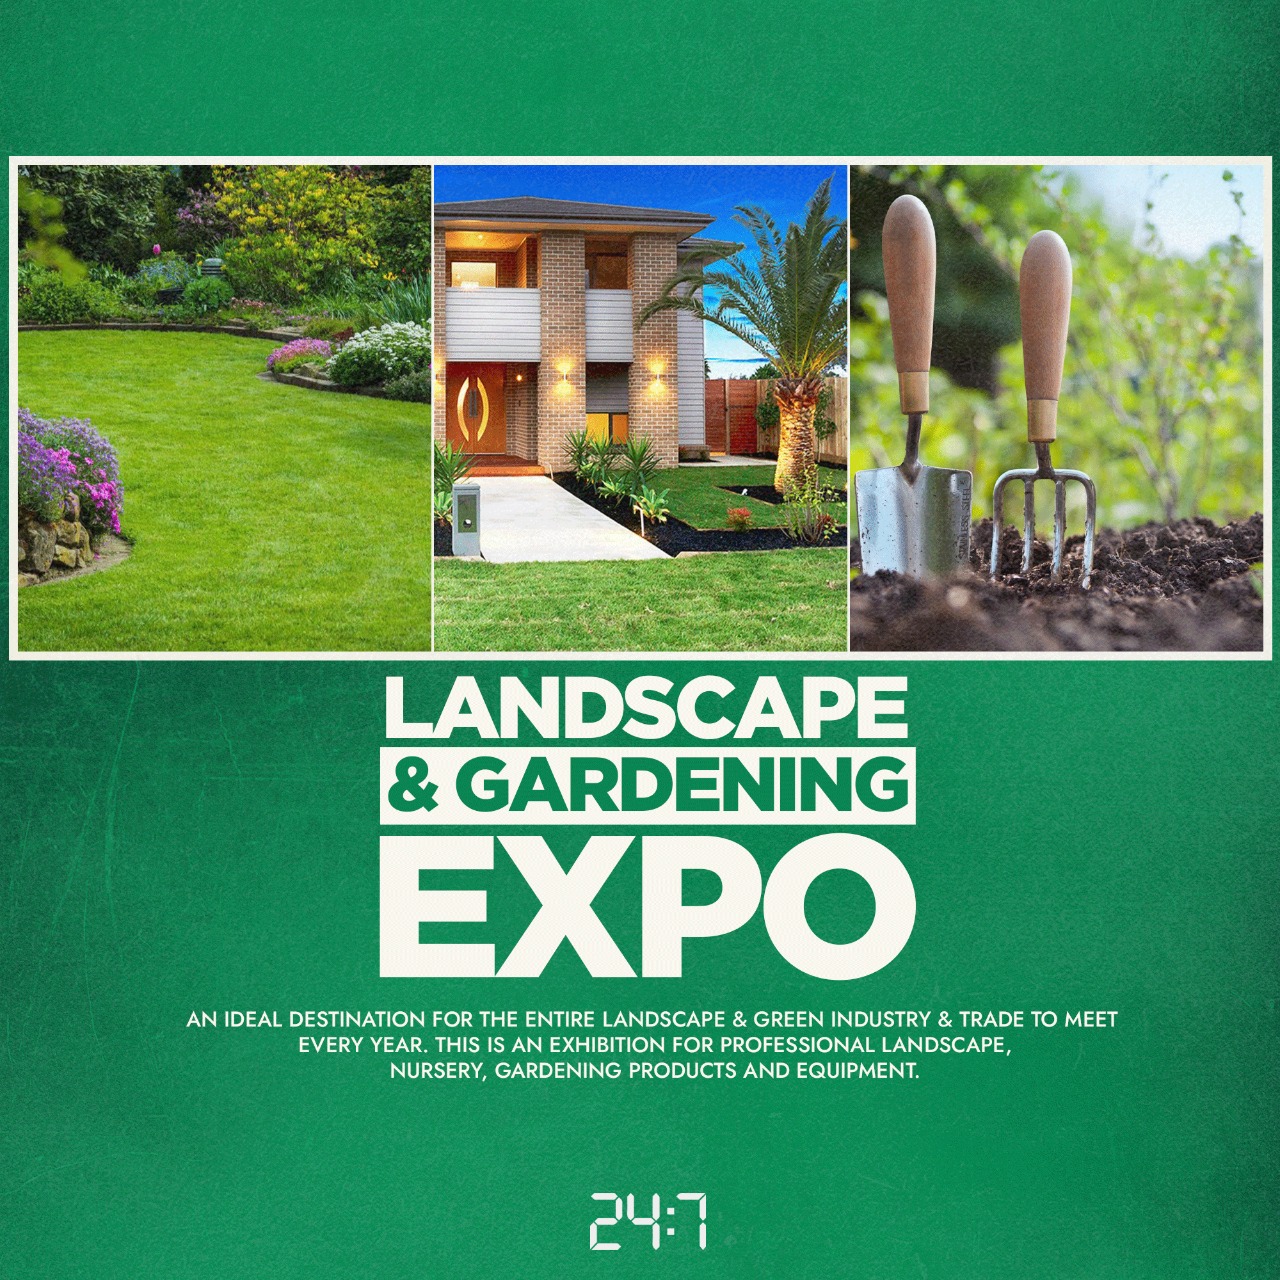 LANDSCAPE
& GARDENING
EXPO
AN IDEAL DESTINATION FOR THE ENTIRE LANDSCAPE & GREEN INDUSTRY & TRADE TO MEET
EVERY YEAR. THIS IS AN EXHIBITION FOR PROFESSIONAL LANDSCAPE,
NURSERY, GARDENING PRODUCTS AND EQUIPMENT.
24:7